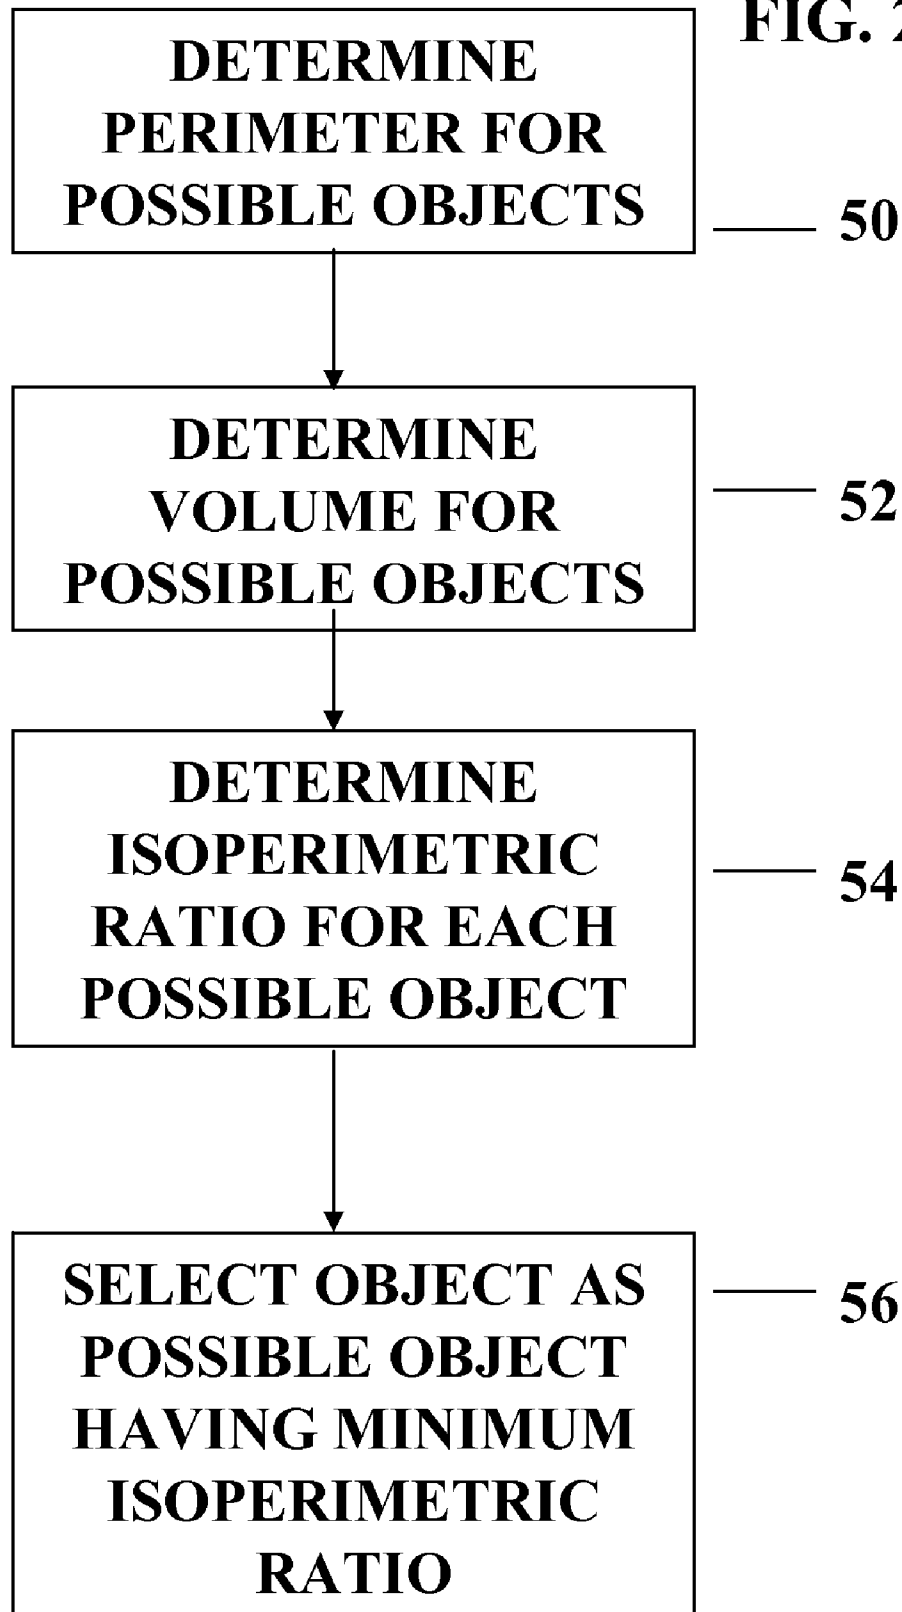 FIG. 2
DETERMINE
PERIMETER FOR
POSSIBLE OBJECTS
50
DETERMINE
VOLUME FOR
POSSIBLE OBJECTS
52
DETERMINE
ISOPERIMETRIC
RATIO FOR EACH
POSSIBLE OBJECT
54
SELECT OBJECT AS
POSSIBLE OBJECT
HAVING MINIMUM
ISOPERIMETRIC
RATIO
56